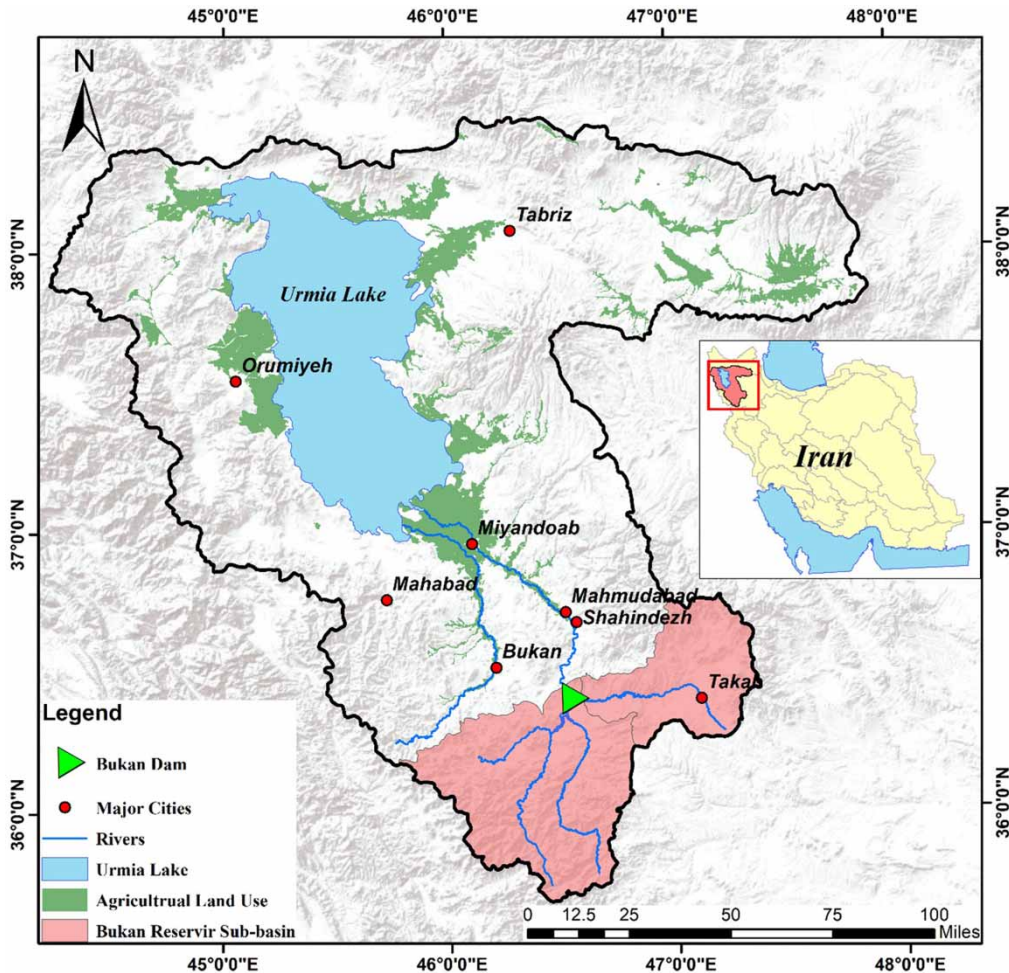 45°0'0"E
46°0'0"E
47°0'0"E
48°0'0"E
N
38°0'0"N
38°0'0"N
Tabriz
Urmia Lake
Orumiyeh
Iran
37°0'0"N
37°0'0"N
Miyandoab
Mahabad
Mahmudabad
Shahindezh
Bukan
Takab
Legend
Bukan Dam
Major Cities
Rivers
Urmia Lake
Agricultrual Land Use
Bukan Reservir Sub-basin
36°0'0"N
36°0'0"N
0 12.5 25 50 75 100
Miles
45°0'0"E
46°0'0"E
47°0'0"E
48°0'0"E